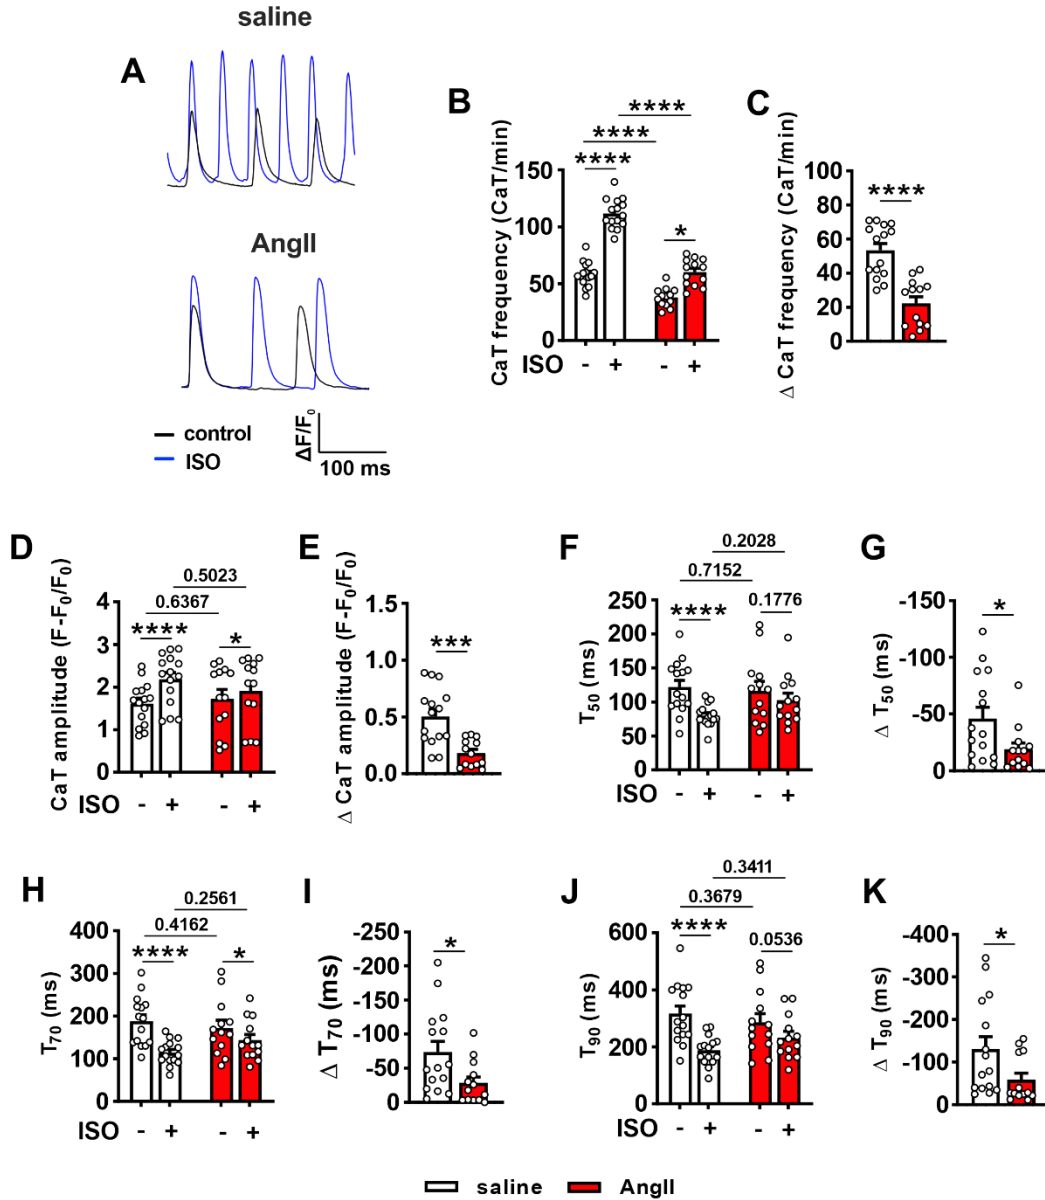 saline
A
AngII
control
ISO
ΔF/F0
100 ms
B
CaT frequency (CaT/min)
****
****
****
*
150
100
50
0
ISO - + - +
C
Δ CaT frequency (CaT/min)
****
100
80
60
40
20
0
D
CaT amplitude (F-F0/F0)
0.5023
0.6367
**** *
4
3
2
1
0
ISO - + - +
E
Δ CaT amplitude (F-F0/F0)
***
1.5
1.0
0.5
0.0
F
T50 (ms)
0.2028
0.7152
**** 0.1776
250
200
150
100
50
0
ISO - + - +
G
Δ T50 (ms)
*
-150
-100
-50
0
H
T70 (ms)
0.2561
0.4162
**** *
400
300
200
100
0
ISO - + - +
I
Δ T70 (ms)
*
-250
-200
-150
-100
-50
0
J
T90 (ms)
0.3411
0.3679
**** 0.0536
600
400
200
0
ISO - + - +
K
Δ T90 (ms)
*
-400
-300
-200
-100
0
saline AngII